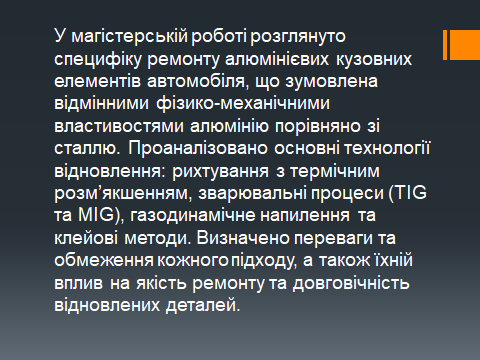 У магістерській роботі розглянуто
специфіку ремонту алюмінієвих кузовних
елементів автомобіля, що зумовлена
відмінними фізико-механічними
властивостями алюмінію порівняно зі
сталлю. Проаналізовано основні технології
відновлення: рихтування з термічним
розм’якшенням, зварювальні процеси (TIG
та MIG), газодинамічне напилення та
клейові методи. Визначено переваги та
обмеження кожного підходу, а також їхній
вплив на якість ремонту та довговічність
відновлених деталей.